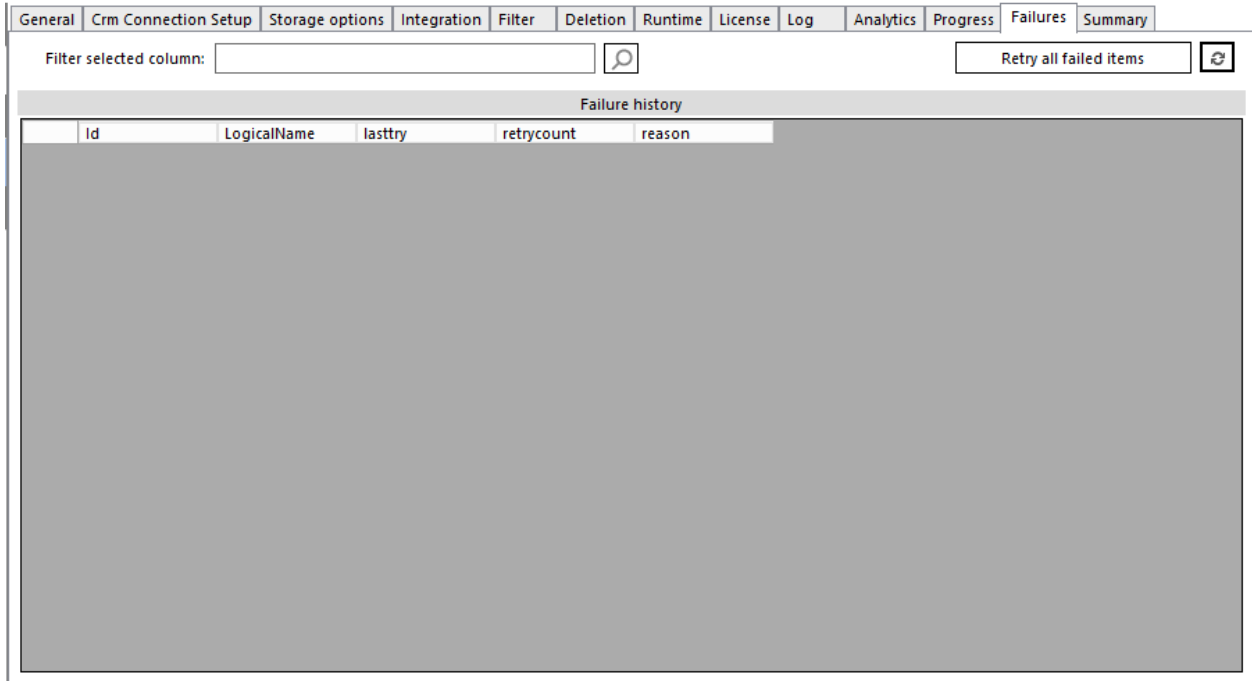 General Crm Connection Setup Storage options Integration Filter Deletion Runtime License Log Analytics Progress Failures Summary
Filter selected column: Retry all failed items
Failure history
Id LogicalName lasttry retrycount reason